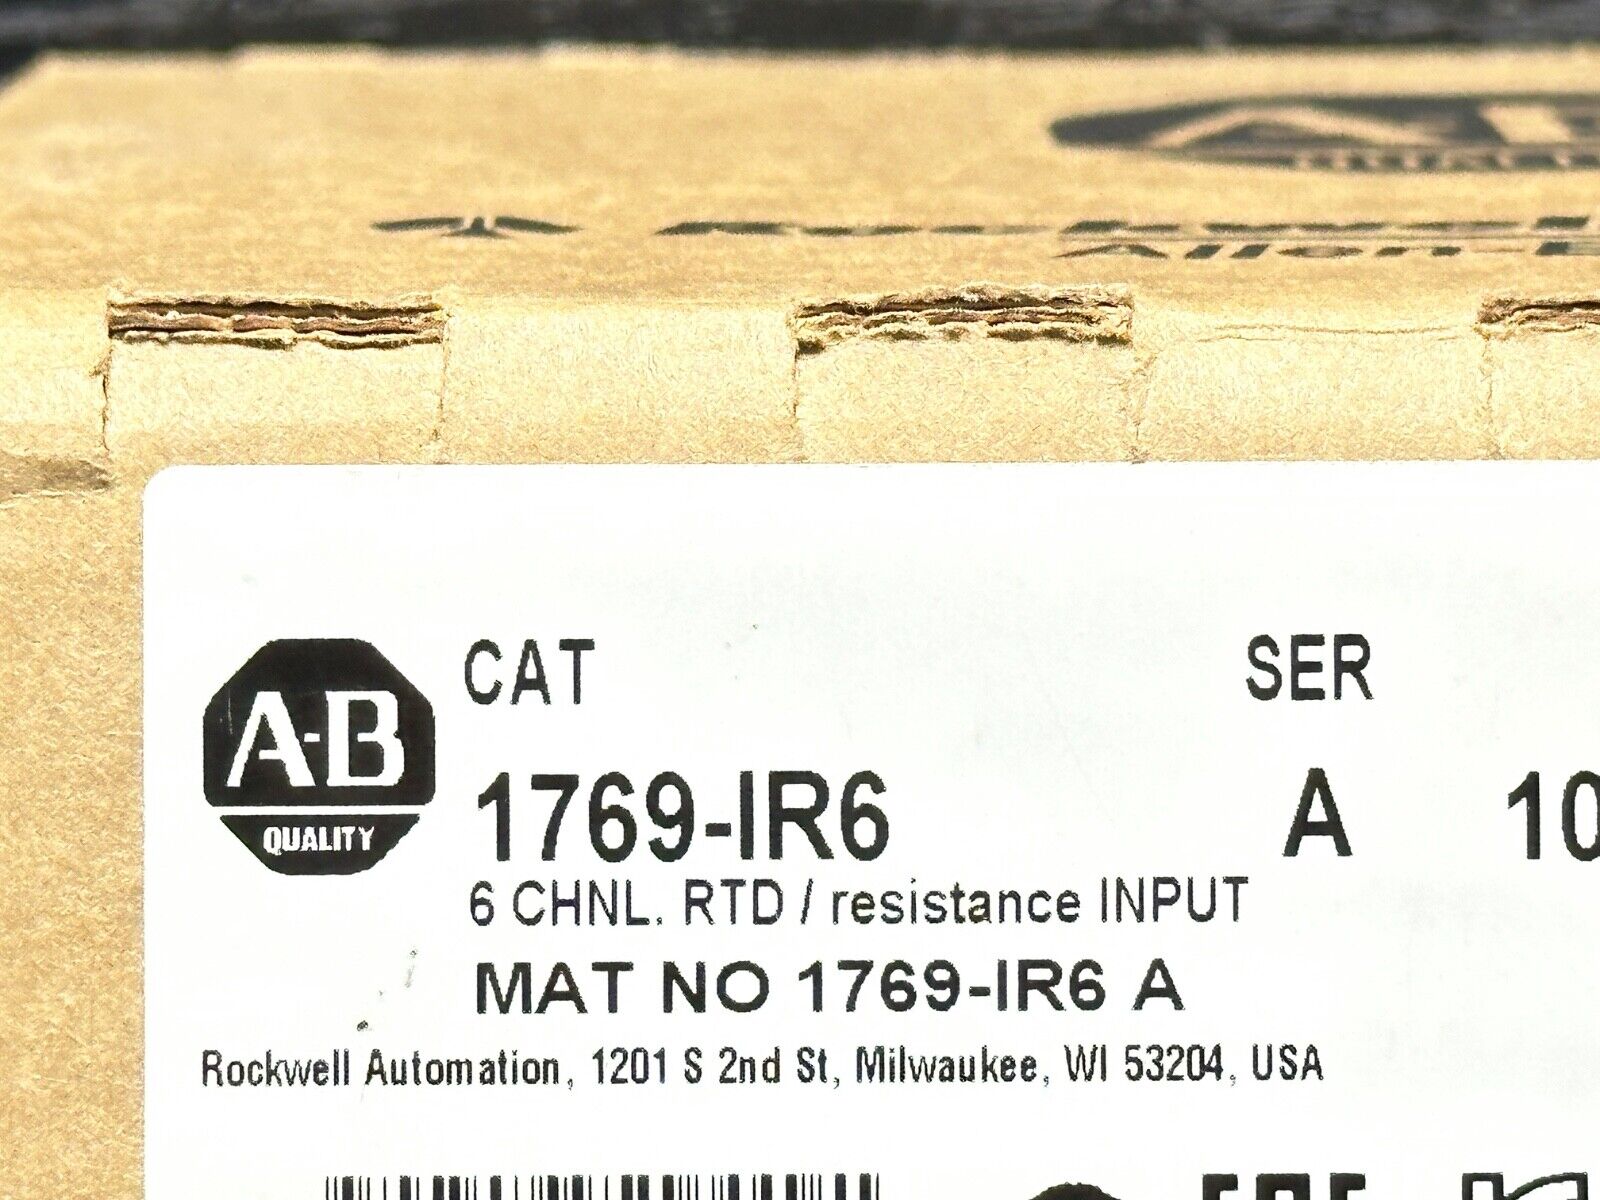 CAT SER
A-B
QUALITY
1769-IR6 A 10
6 CHNL. RTD / resistance INPUT
MAT NO 1769-IR6 A
Rockwell Automation, 1201 S 2nd St, Milwaukee, WI 53204, USA